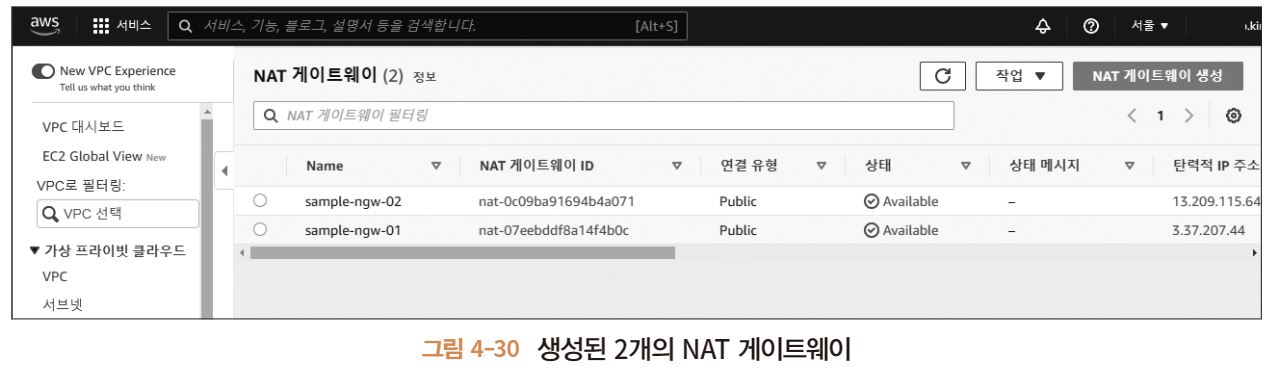 aws 서비스 서비스, 기능, 블로그, 설명서 등을 검색합니다. [Alt+S] 서울 ▼
New VPC Experience
Tell us what you think
VPC 대시보드
EC2 Global View New
VPC로 필터링:
VPC 선택
▼ 가상 프라이빗 클라우드
VPC
서브넷
NAT 게이트웨이 (2) 정보 작업 ▼ NAT 게이트웨이 생성
NAT 게이트웨이 필터링 < 1 >
Name NAT 게이트웨이 ID 연결 유형 상태 상태 메시지 탄력적 IP 주소
sample-ngw-02 nat-0c09ba91694b4a071 Public Available – 13.209.115.64
sample-ngw-01 nat-07eebddf8a14f4b0c Public Available – 3.37.207.44
그림 4-30 생성된 2개의 NAT 게이트웨이